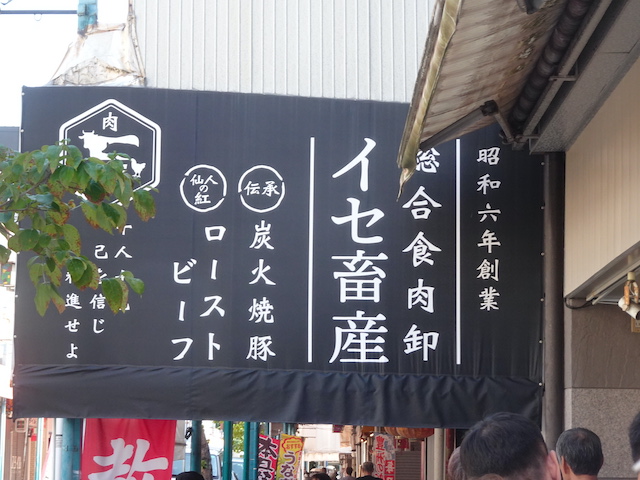 昭和六年創業
総合食肉卸
イセ畜産
伝承
炭火焼豚
仙人の紅
ローストビーフ
肉
己を信じ
進せよ